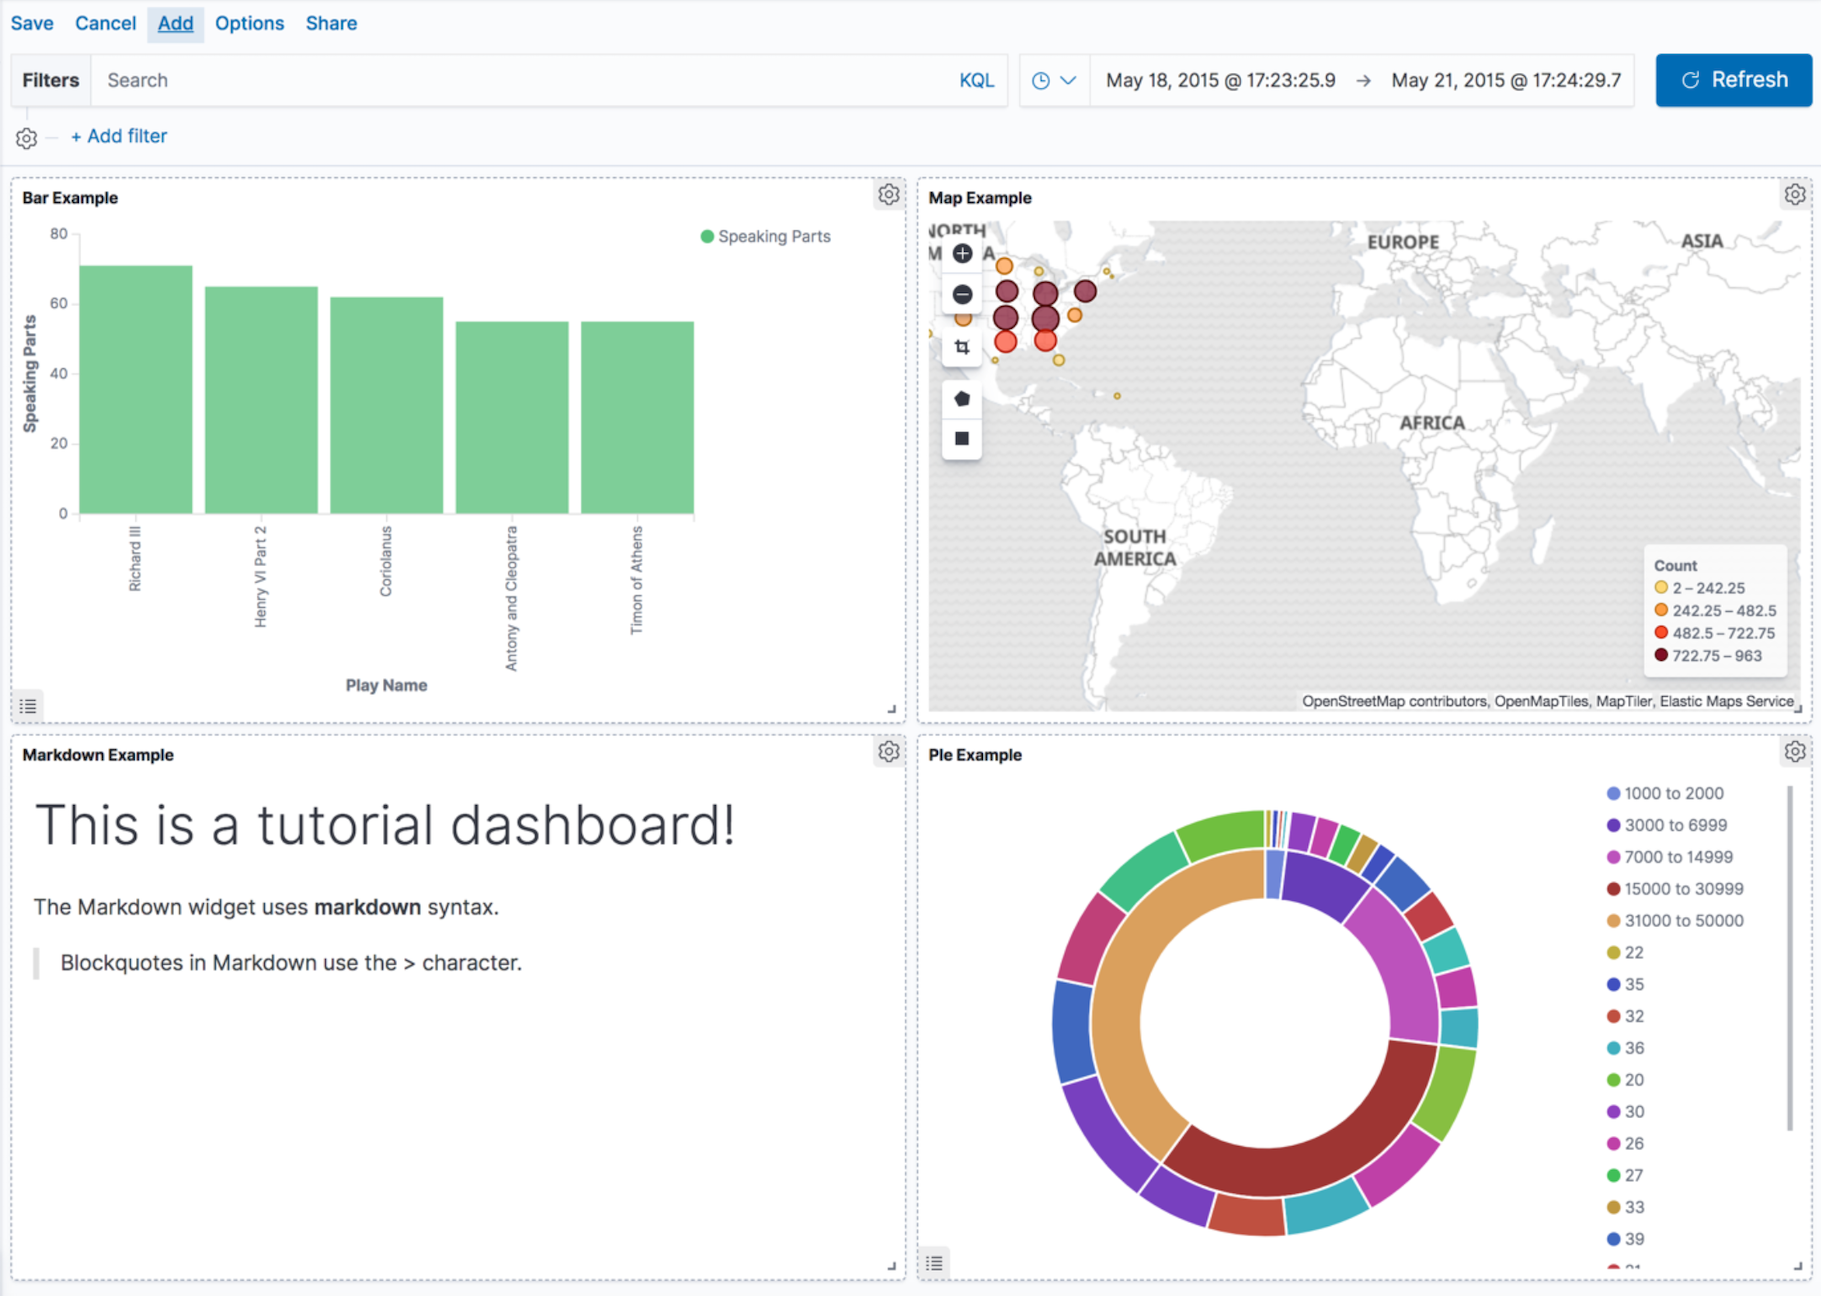 Save Cancel Add Options Share
Filters Search KQL May 18, 2015 @ 17:23:25.9 → May 21, 2015 @ 17:24:29.7 Refresh
+ Add filter
Bar Example
Speaking Parts
80
60
40
20
0
Speaking Parts
Richard III
Henry VI Part 2
Coriolanus
Antony and Cleopatra
Timon of Athens
Play Name
Map Example
NORTH
EUROPE
ASIA
AFRICA
SOUTH
AMERICA
Count
2 – 242.25
242.25 – 482.5
482.5 – 722.75
722.75 – 963
OpenStreetMap contributors, OpenMapTiles, MapTiler, Elastic Maps Service
Markdown Example
This is a tutorial dashboard!
The Markdown widget uses markdown syntax.
Blockquotes in Markdown use the > character.
PIe Example
1000 to 2000
3000 to 6999
7000 to 14999
15000 to 30999
31000 to 50000
22
35
32
36
20
30
26
27
33
39